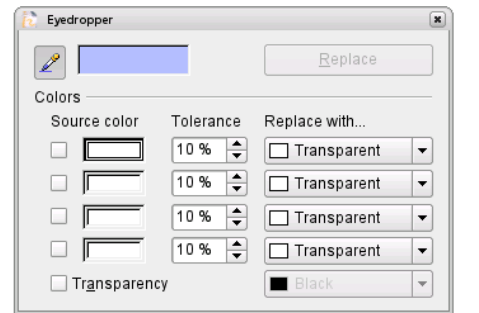 Eyedropper
Replace
Colors
Source color Tolerance Replace with...
10 % Transparent
10 % Transparent
10 % Transparent
10 % Transparent
Transparency Black